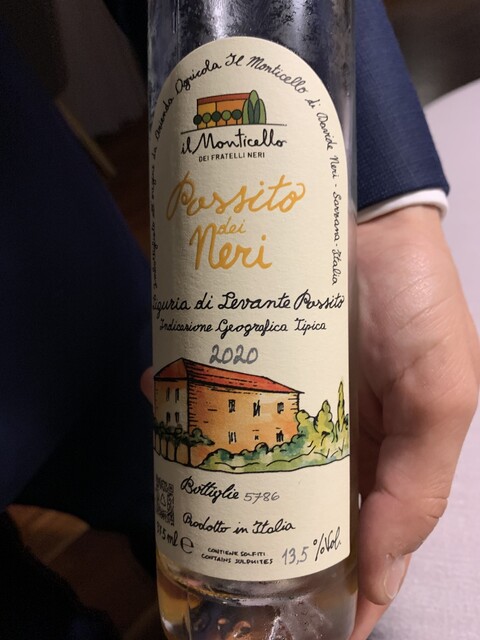 Azienda Agricola Il Monticello di Davide Neri - Sarzana - Italia
il Monticello
DEI FRATELLI NERI
Passito
dei
Neri
Liguria di Levante Passito
Indicazione Geografica Tipica
2020
Bottiglie 5786
Prodotto in Italia
ml e
CONTIENE SOLFITI
CONTAINS SULPHITES
13,5 % Vol.